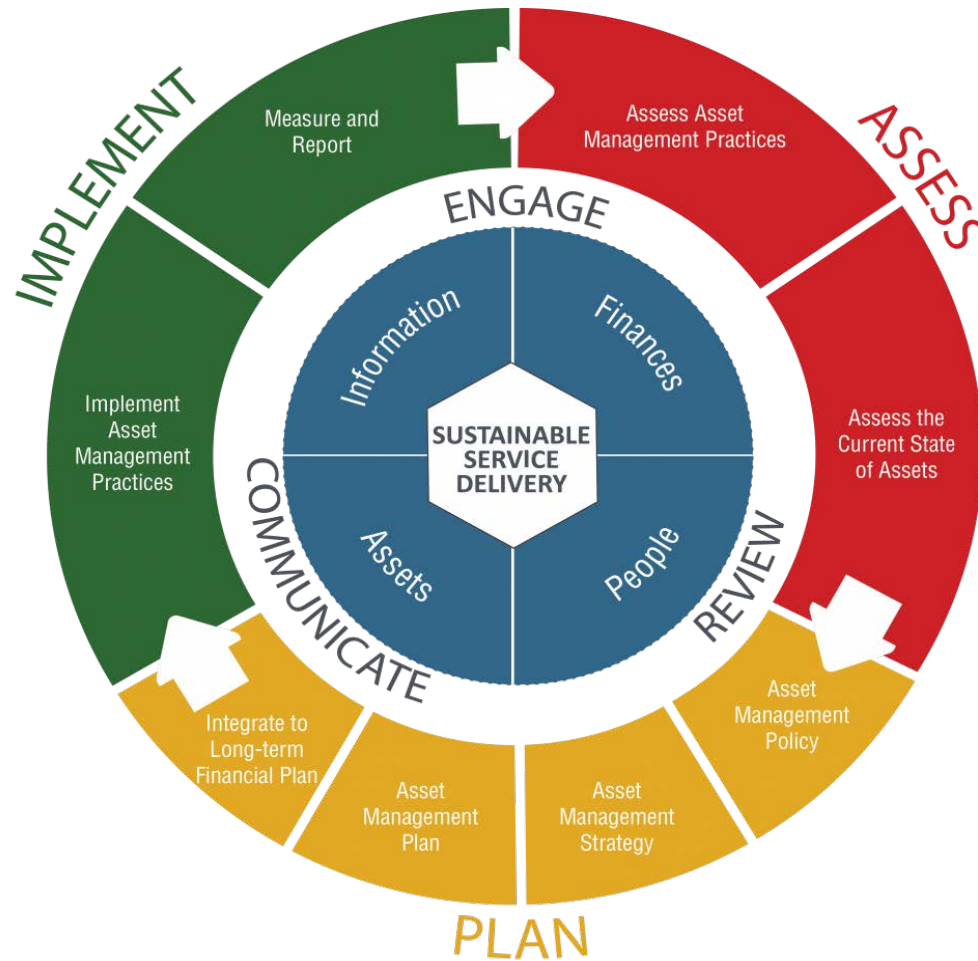 IMPLEMENT
Measure and
Report
Assess Asset
Management Practices
ASSESS
ENGAGE
Information
Finances
Implement
Asset
Management
Practices
SUSTAINABLE
SERVICE
DELIVERY
Assess the
Current State
of Assets
COMMUNICATE
Assets
People
REVIEW
Integrate to
Long-term
Financial Plan
Asset
Management
Plan
Asset
Management
Strategy
Asset
Management
Policy
PLAN